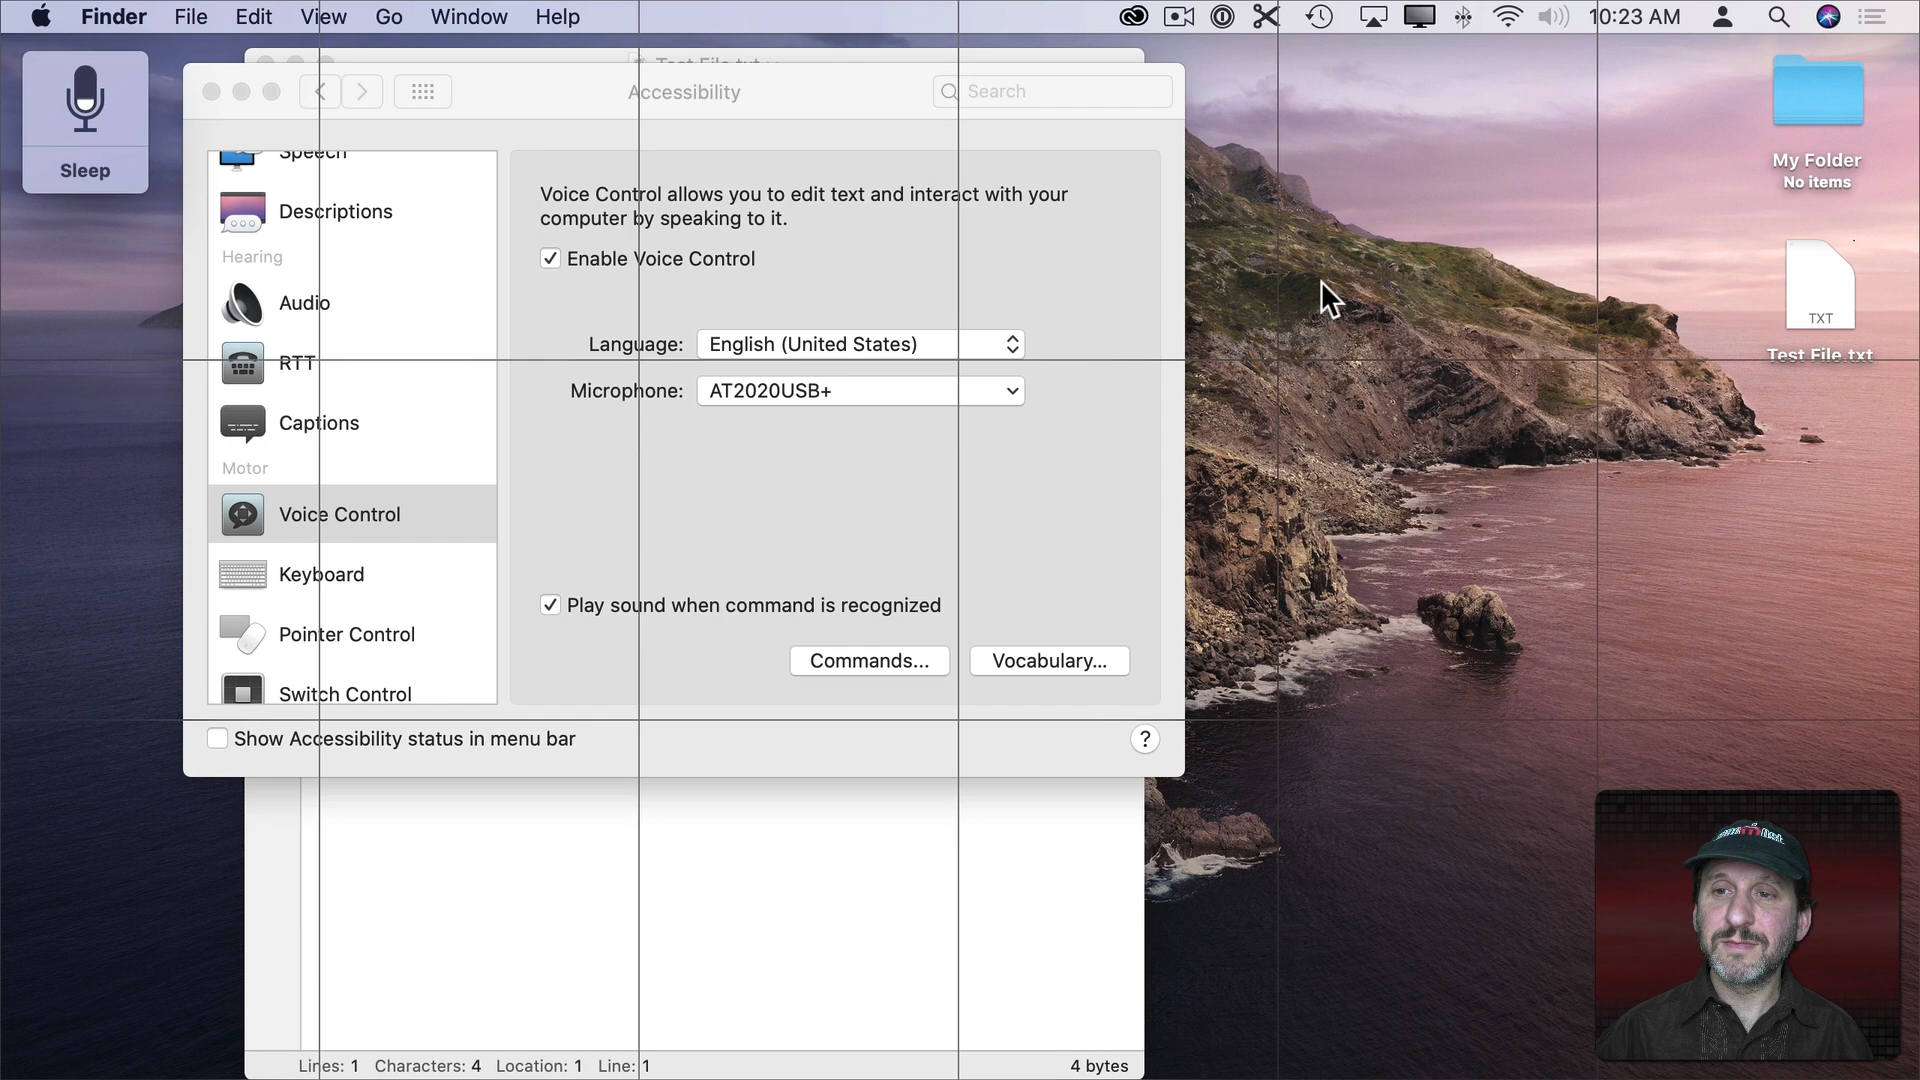 Finder File Edit View Go Window Help 10:23 AM
Sleep
Test File.txt
Accessibility
Search
Speech
Descriptions
Hearing
Audio
RTT
Captions
Motor
Voice Control
Keyboard
Pointer Control
Switch Control
Voice Control allows you to edit text and interact with your
computer by speaking to it.
Enable Voice Control
Language: English (United States)
Microphone: AT2020USB+
Play sound when command is recognized
Commands... Vocabulary...
Show Accessibility status in menu bar
?
My Folder
No items
TXT
Test File.txt
Lines: 1 Characters: 4 Location: 1 Line: 1 4 bytes